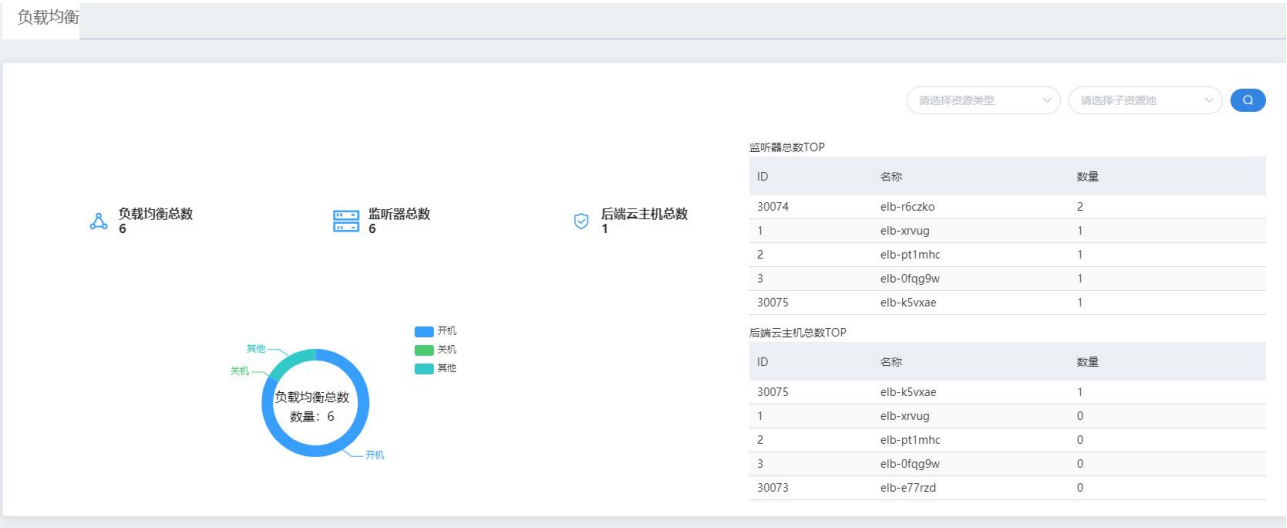 负载均衡
请选择资源类型 请选择子资源池
负载均衡总数
6
监听器总数
6
后端云主机总数
1
开机
关机
其他
其他
关机
负载均衡总数
数量：6
开机
监听器总数TOP
ID 名称 数量
30074 elb-r6czko 2
1 elb-xrvug 1
2 elb-pt1mhc 1
3 elb-0fqg9w 1
30075 elb-k5vxae 1
后端云主机总数TOP
ID 名称 数量
30075 elb-k5vxae 1
1 elb-xrvug 0
2 elb-pt1mhc 0
3 elb-0fqg9w 0
30073 elb-e77rzd 0